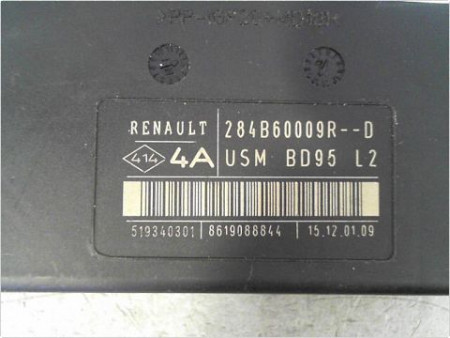 RENAULT 284B60009R--D
414 4A USM BD95 L2
519340301 8619088844 15.12.01.09